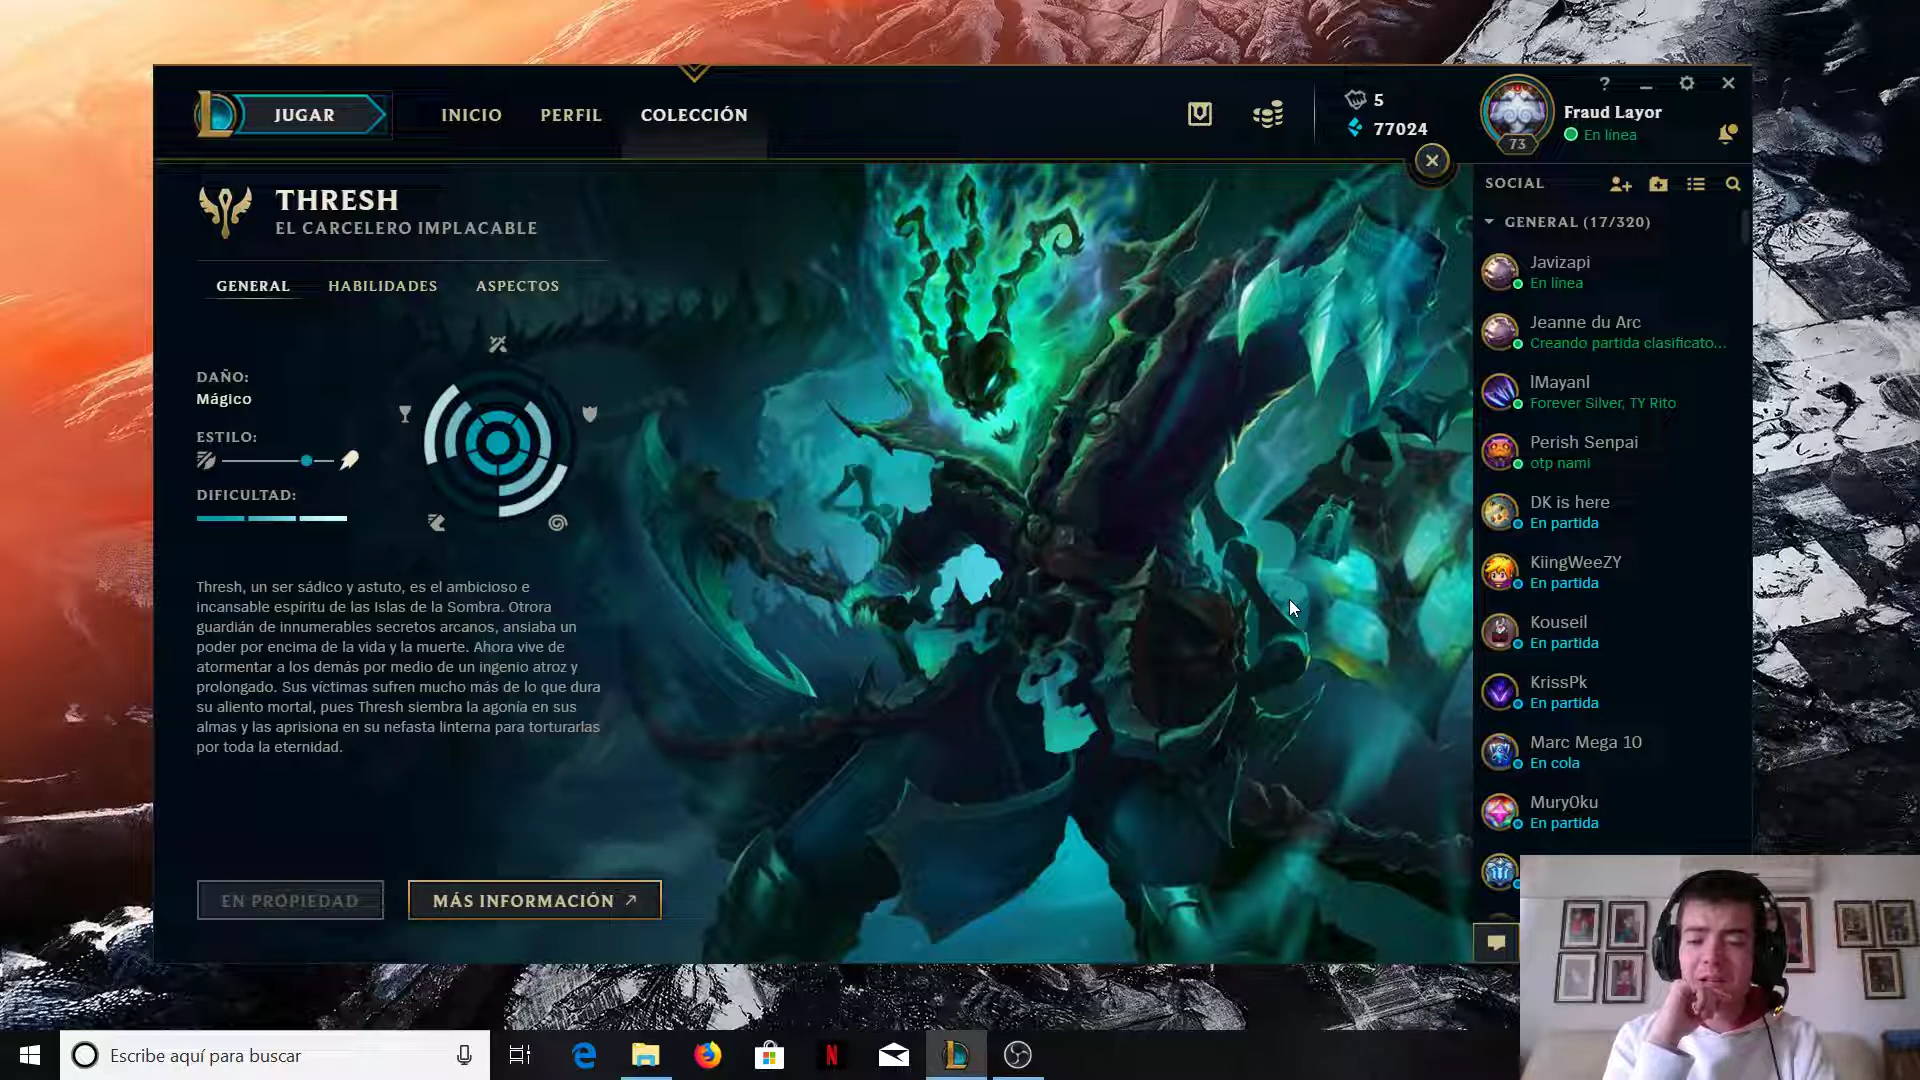 JUGAR
INICIO
PERFIL
COLECCIÓN
5
77024
73
Fraud Layor
En línea
THRESH
EL CARCELERO IMPLACABLE
GENERAL
HABILIDADES
ASPECTOS
DAÑO:
Mágico
ESTILO:
DIFICULTAD:
Thresh, un ser sádico y astuto, es el ambicioso e
incansable espíritu de las Islas de la Sombra. Otrora
guardián de innumerables secretos arcanos, ansiaba un
poder por encima de la vida y la muerte. Ahora vive de
atormentar a los demás por medio de un ingenio atroz y
prolongado. Sus víctimas sufren mucho más de lo que dura
su aliento mortal, pues Thresh siembra la agonía en sus
almas y las aprisiona en su nefasta linterna para torturarlas
por toda la eternidad.
EN PROPIEDAD
MÁS INFORMACIÓN
SOCIAL
GENERAL (17/320)
Javizapi
En línea
Jeanne du Arc
Creando partida clasificato...
lMayanl
Forever Silver, TY Rito
Perish Senpai
otp nami
DK is here
En partida
KiingWeeZY
En partida
Kouseil
En partida
KrissPk
En partida
Marc Mega 10
En cola
Mury0ku
En partida
Escribe aquí para buscar